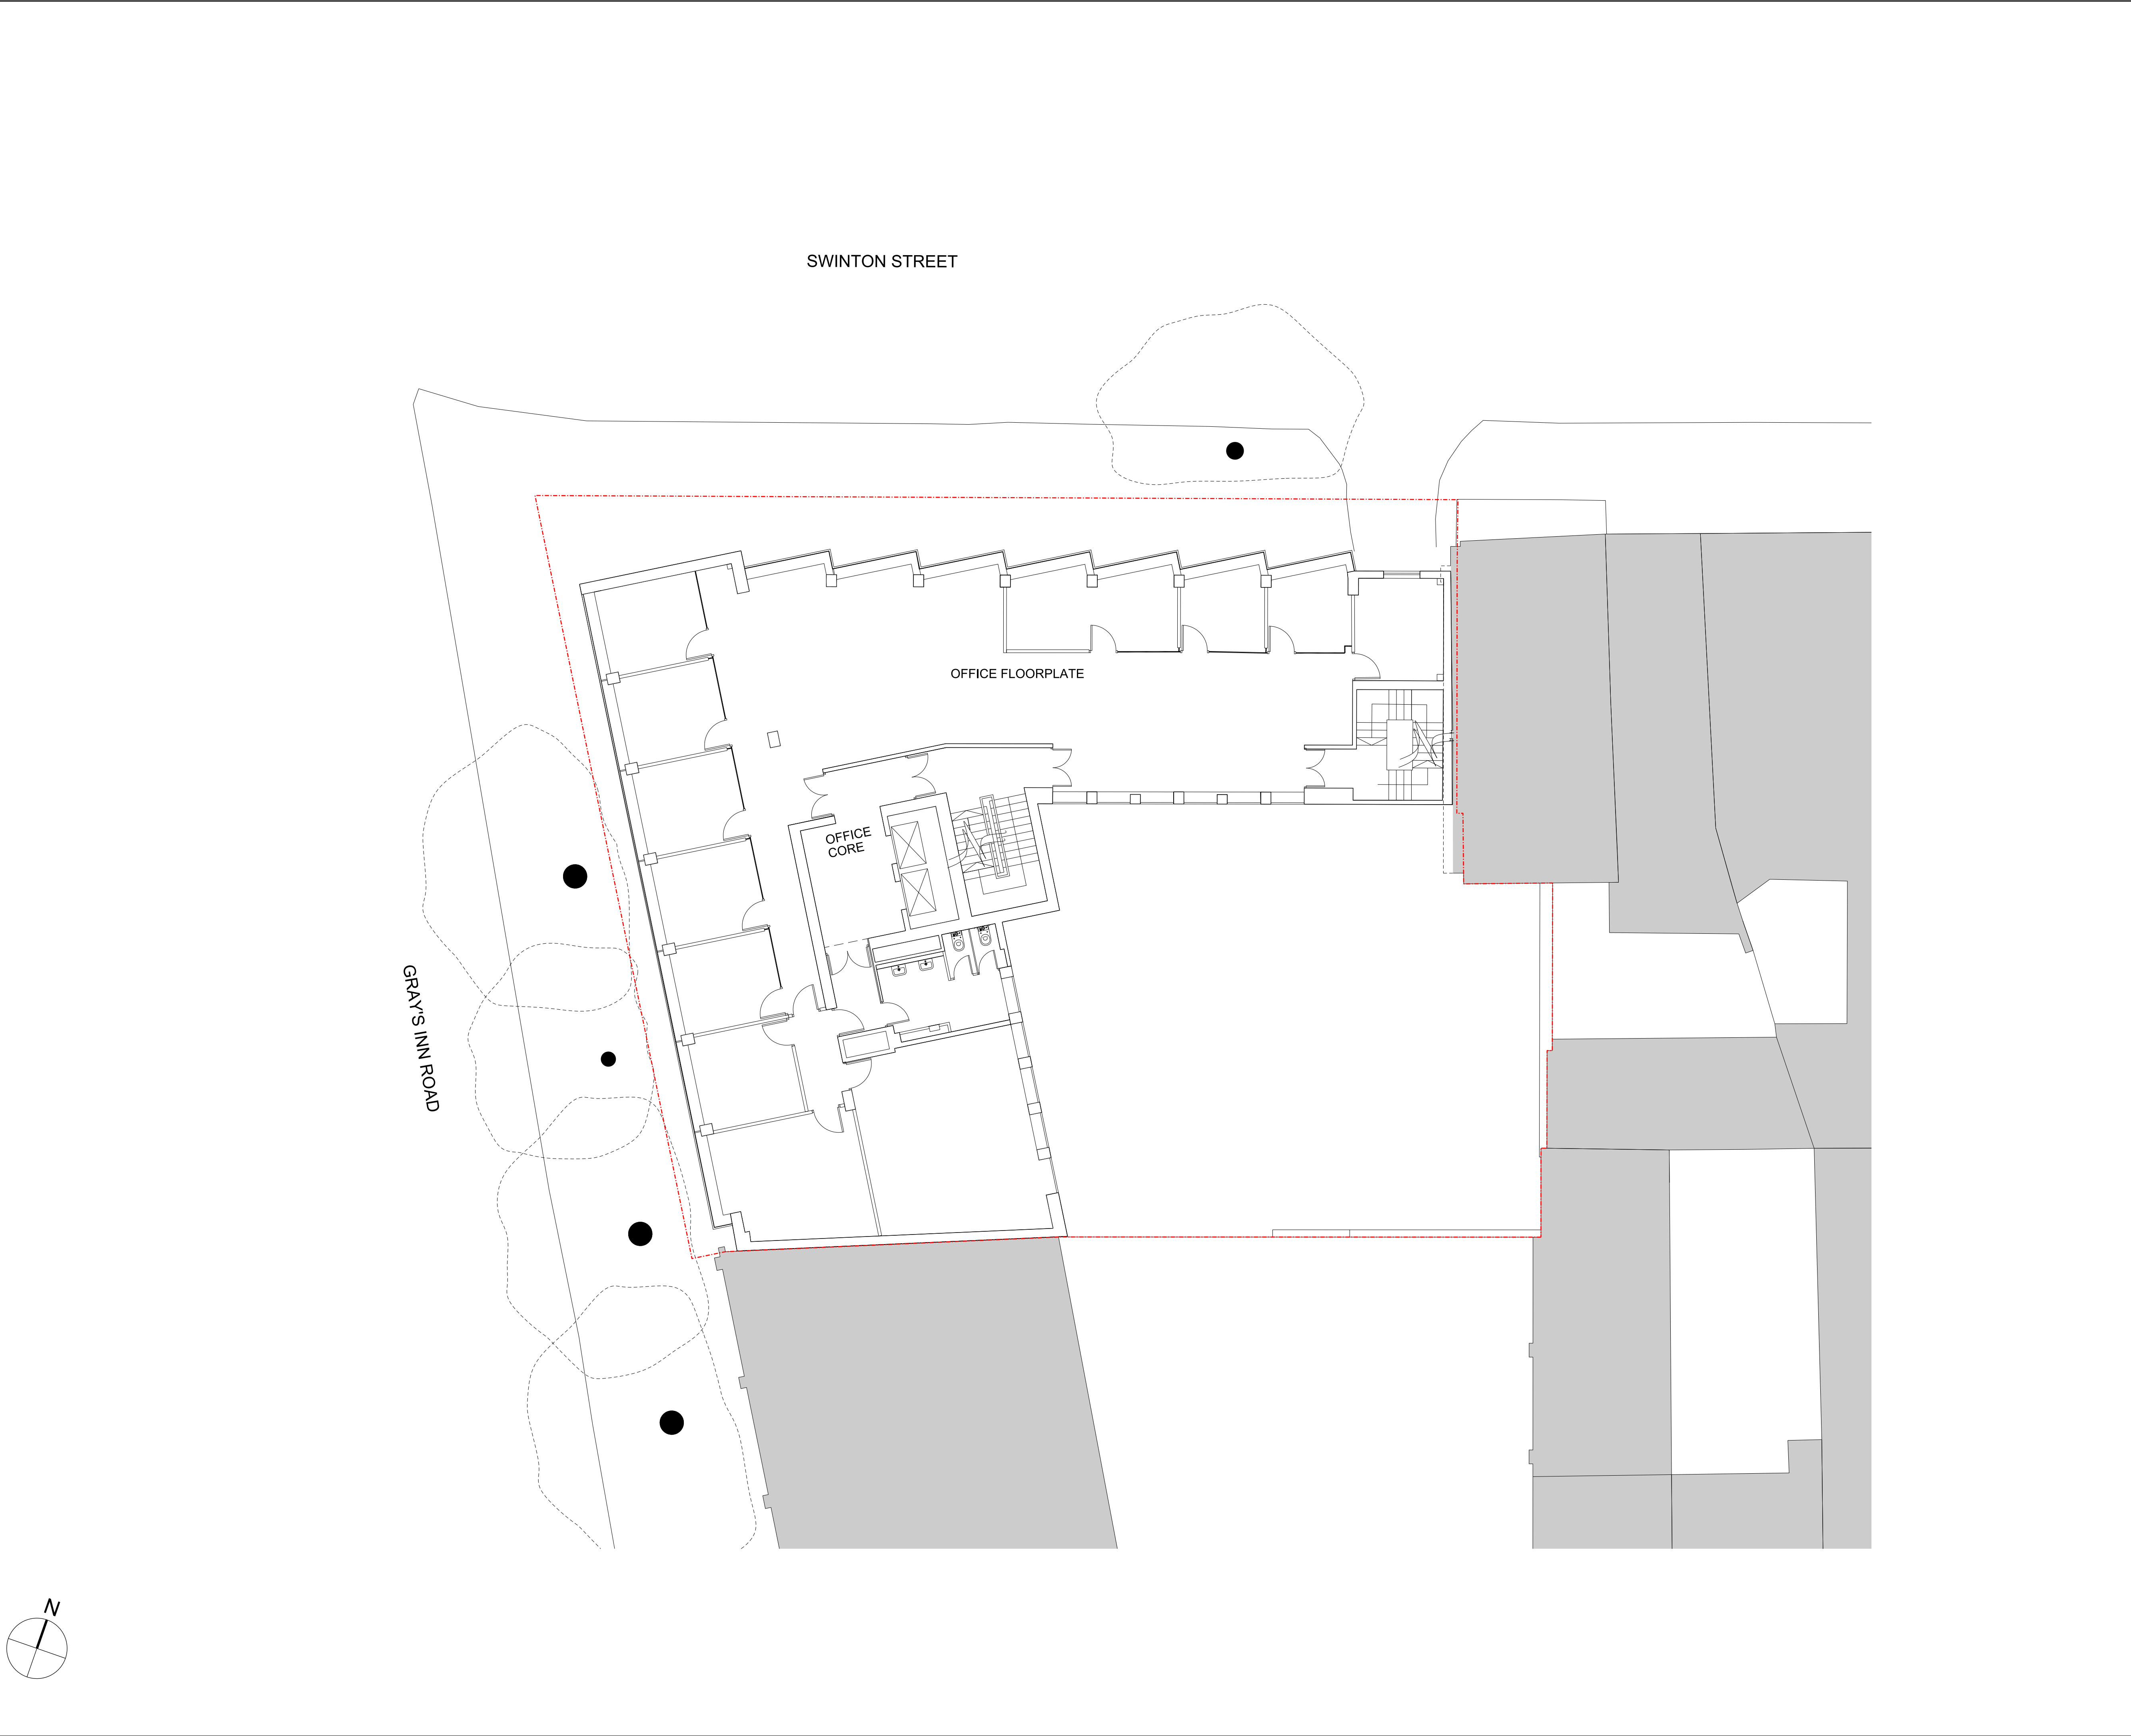 SWINTON STREET
OFFICE FLOORPLATE
OFFICE
CORE
GRAY'S INN ROAD
N